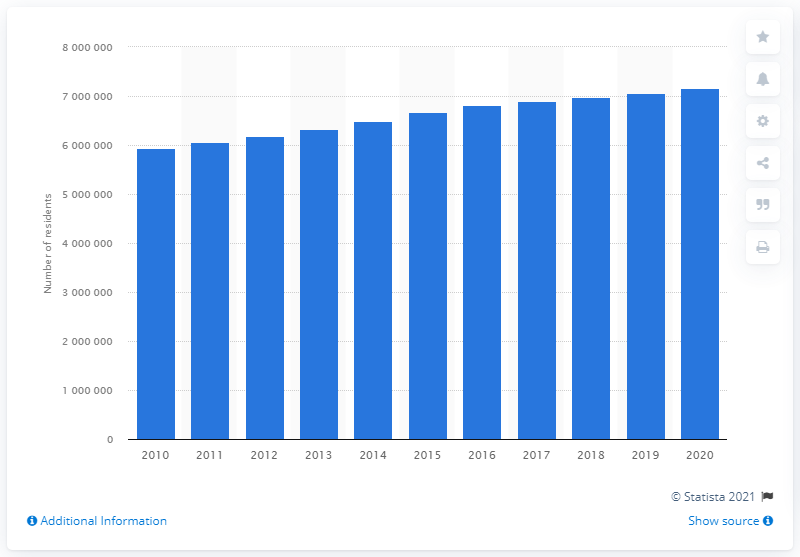 8 000 000
7 000 000
6 000 000
5 000 000
4 000 000
3 000 000
2 000 000
1 000 000
0
Number of residents
2010 2011 2012 2013 2014 2015 2016 2017 2018 2019 2020
© Statista 2021
Additional Information
Show source